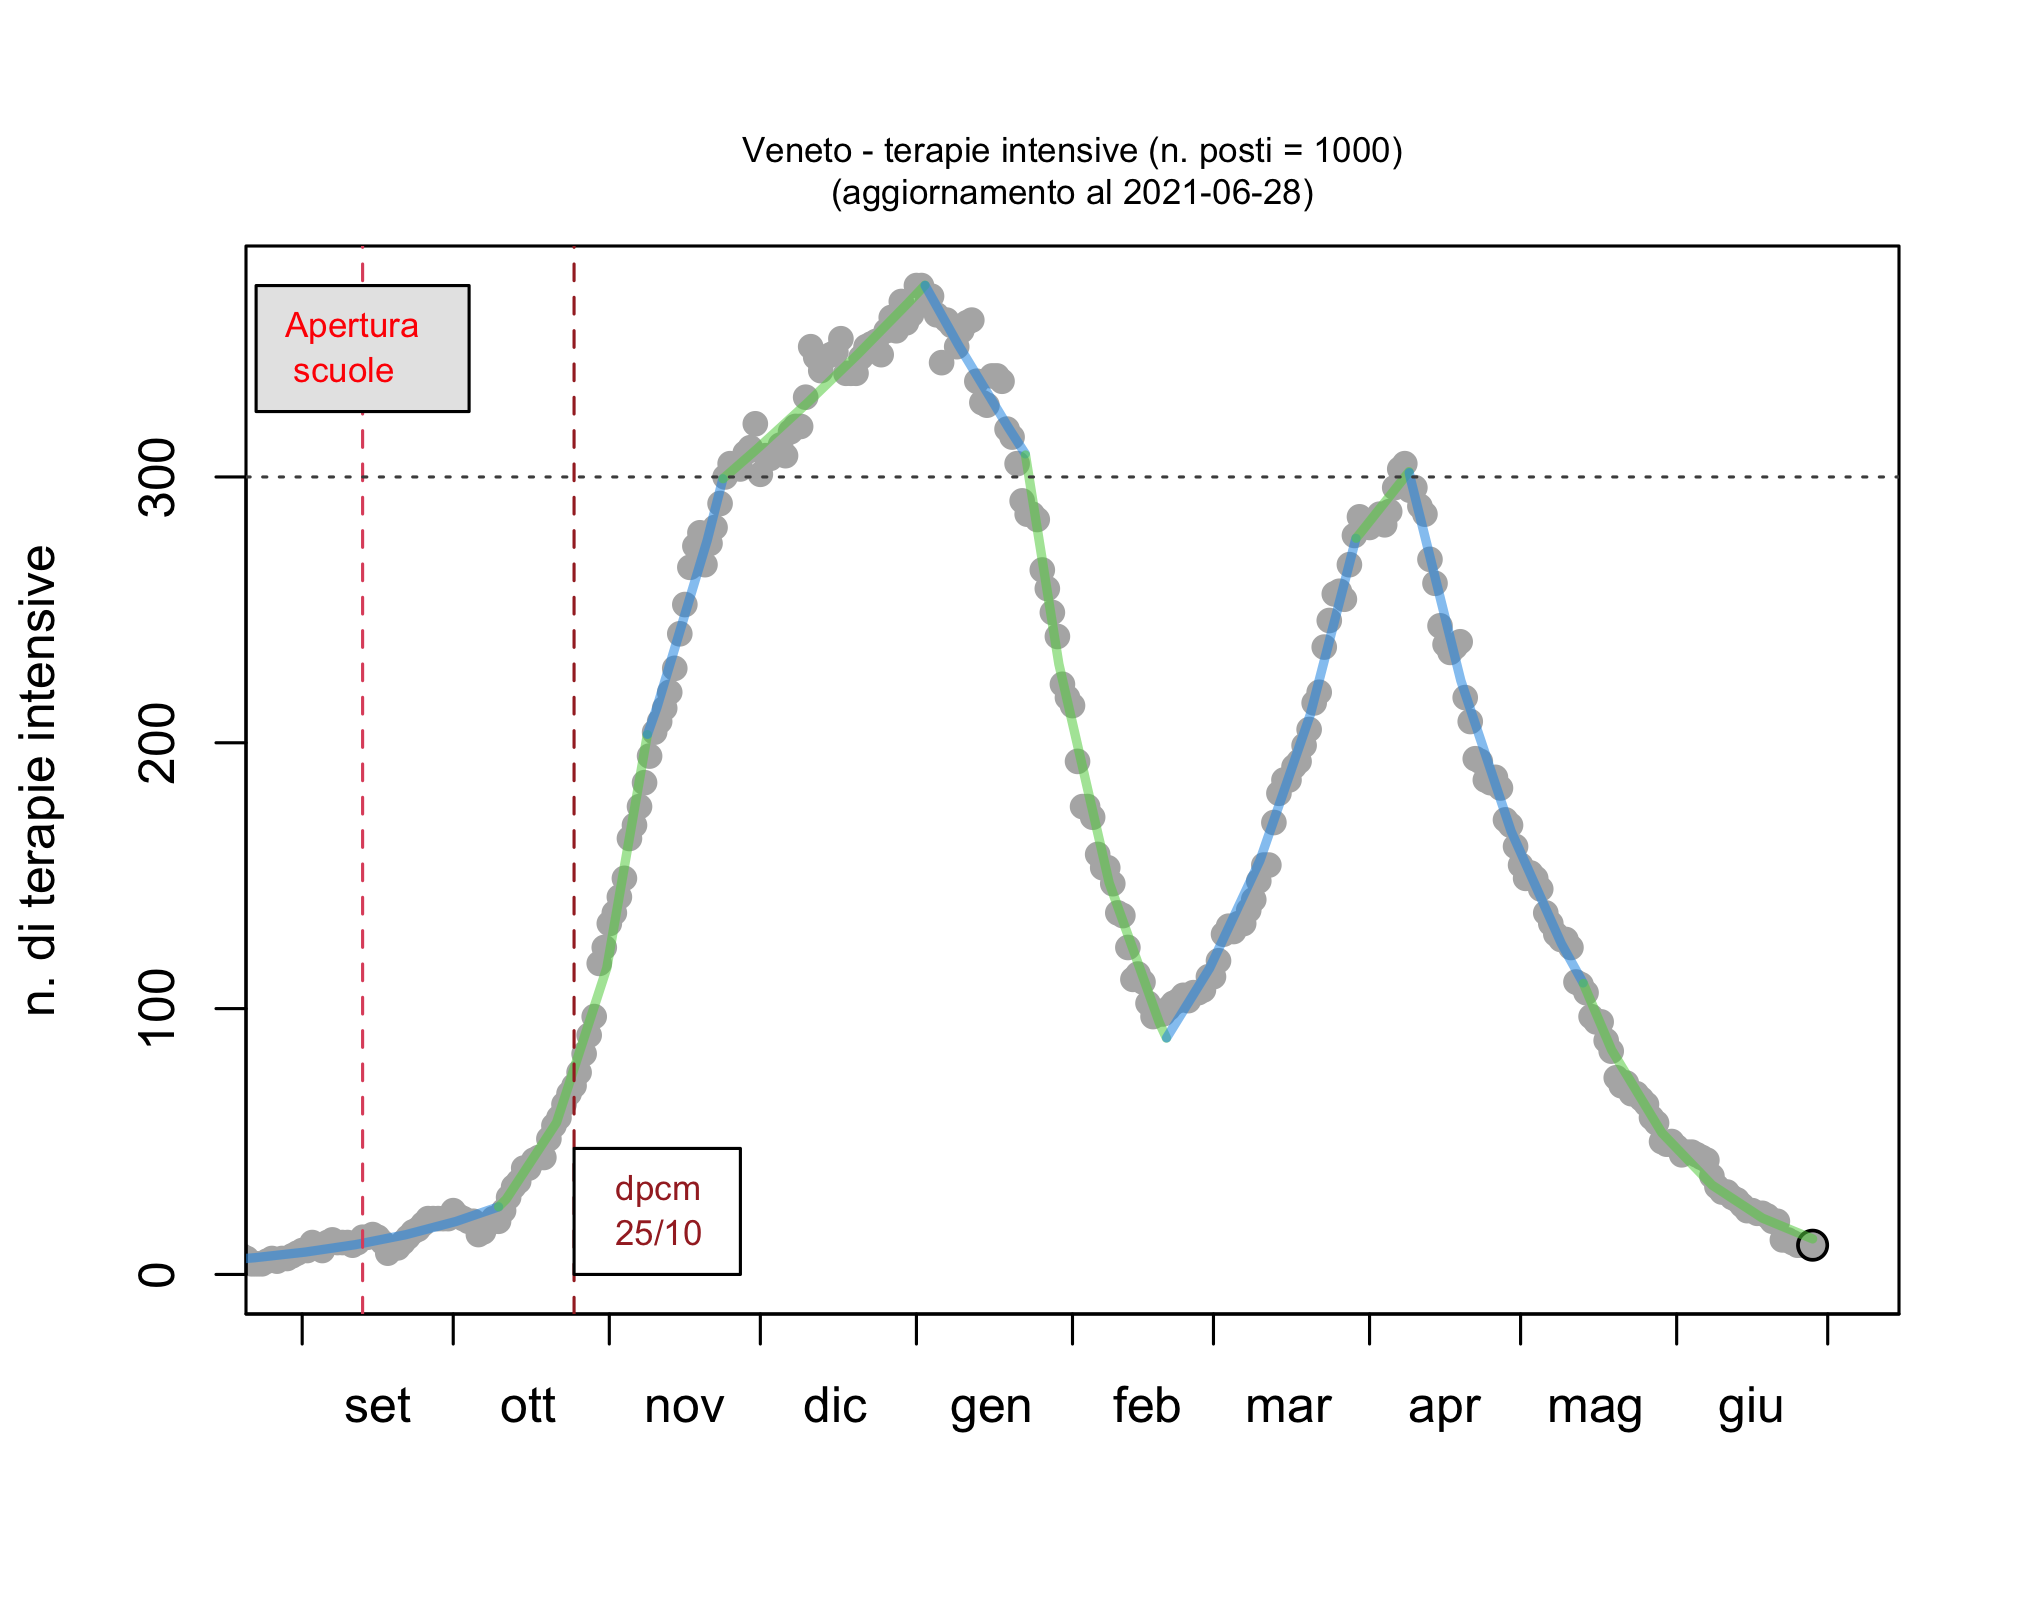 Veneto - terapie intensive (n. posti = 1000)
(aggiornamento al 2021-06-28)
Apertura
scuole
n. di terapie intensive
300
200
100
0
dpcm
25/10
set ott nov dic gen feb mar apr mag giu